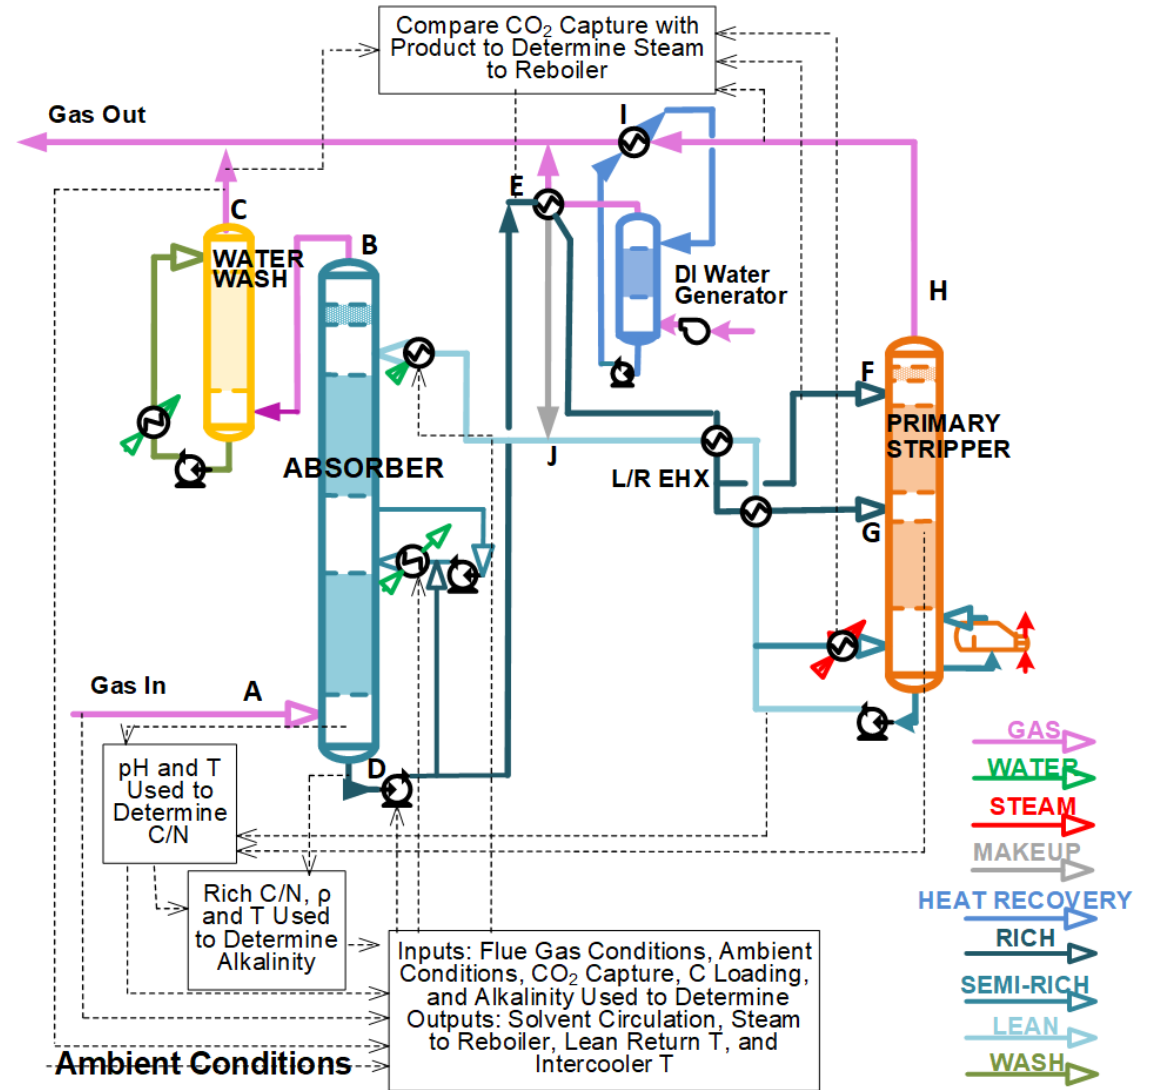 Compare CO₂ Capture with
Product to Determine Steam
to Reboiler
Gas Out
I
E
C
B
WATER
WASH
DI Water
Generator
H
F
PRIMARY
STRIPPER
ABSORBER
J
L/R EHX
G
Gas In
A
D
pH and T
Used to
Determine
C/N
Rich C/N, ρ
and T Used
to Determine
Alkalinity
Inputs: Flue Gas Conditions, Ambient
Conditions, CO₂ Capture, C Loading,
and Alkalinity Used to Determine
Outputs: Solvent Circulation, Steam
to Reboiler, Lean Return T, and
Intercooler T
Ambient Conditions
GAS
WATER
STEAM
MAKEUP
HEAT RECOVERY
RICH
SEMI-RICH
LEAN
WASH